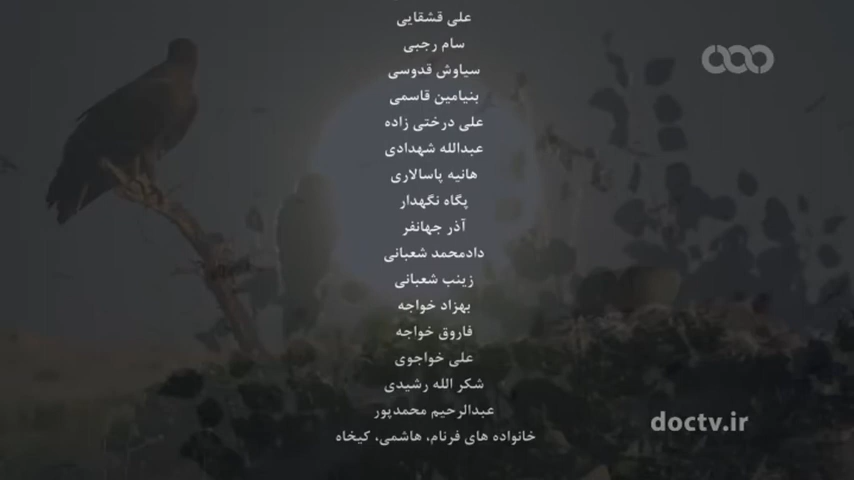 علی قشقایی
سام رجبی
سیاوش قدوسی
بنیامین قاسمی
علی درختی زاده
عبدالله شهدادی
هانیه پاسالاری
پگاه نگهدار
آذر جهانفر
دادمحمد شعبانی
زینب شعبانی
بهزاد خواجه
فاروق خواجه
علی خواجوی
شکر الله رشیدی
عبدالرحیم محمدپور
خانواده های فرنام، هاشمی، کیخاه
doctv.ir